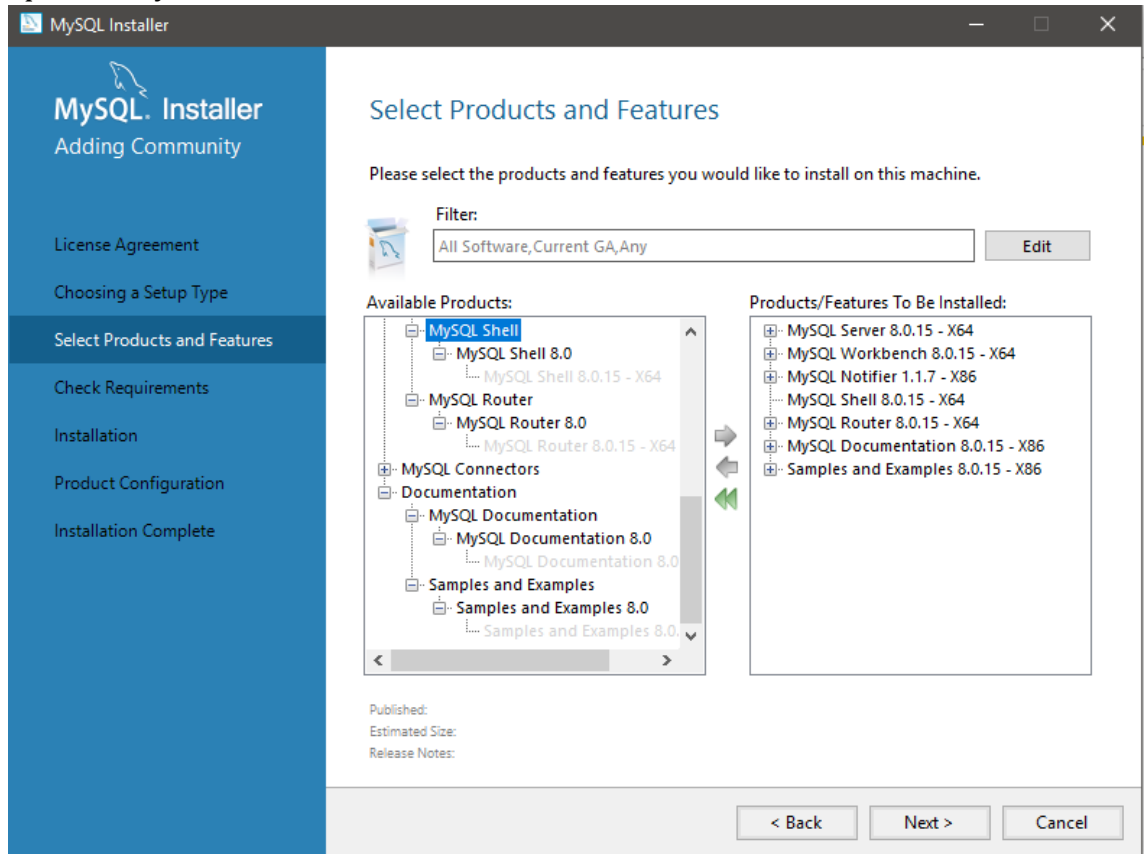 MySQL Installer
MySQL. Installer
Adding Community
License Agreement
Choosing a Setup Type
Select Products and Features
Check Requirements
Installation
Product Configuration
Installation Complete
Select Products and Features
Please select the products and features you would like to install on this machine.
Filter:
All Software,Current GA,Any
Edit
Available Products:
MySQL Shell
MySQL Shell 8.0
MySQL Shell 8.0.15 - X64
MySQL Router
MySQL Router 8.0
MySQL Router 8.0.15 - X64
MySQL Connectors
Documentation
MySQL Documentation
MySQL Documentation 8.0
MySQL Documentation 8.0
Samples and Examples
Samples and Examples 8.0
Samples and Examples 8.0.
Products/Features To Be Installed:
MySQL Server 8.0.15 - X64
MySQL Workbench 8.0.15 - X64
MySQL Notifier 1.1.7 - X86
MySQL Shell 8.0.15 - X64
MySQL Router 8.0.15 - X64
MySQL Documentation 8.0.15 - X86
Samples and Examples 8.0.15 - X86
Published:
Estimated Size:
Release Notes:
< Back
Next >
Cancel